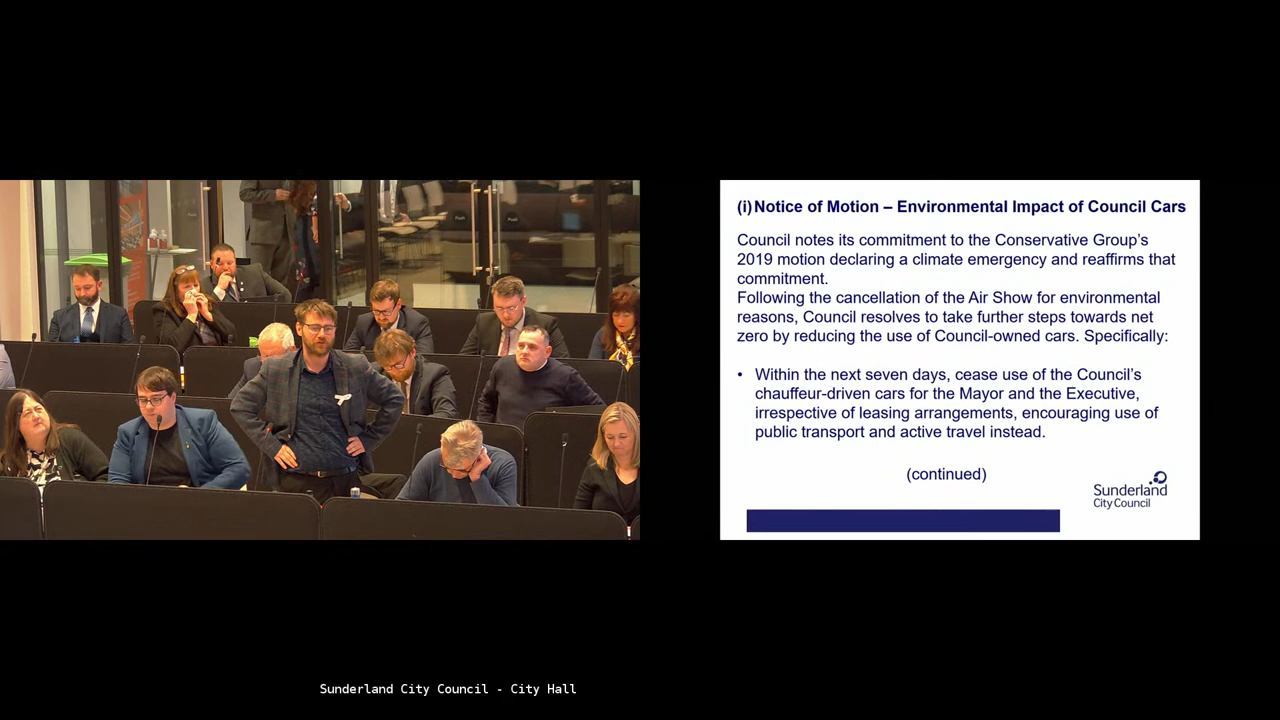 (i) Notice of Motion – Environmental Impact of Council Cars
Council notes its commitment to the Conservative Group's
2019 motion declaring a climate emergency and reaffirms that
commitment.
Following the cancellation of the Air Show for environmental
reasons, Council resolves to take further steps towards net
zero by reducing the use of Council-owned cars. Specifically:
• Within the next seven days, cease use of the Council's
chauffeur-driven cars for the Mayor and the Executive,
irrespective of leasing arrangements, encouraging use of
public transport and active travel instead.
(continued)
Sunderland
City Council
Sunderland City Council - City Hall